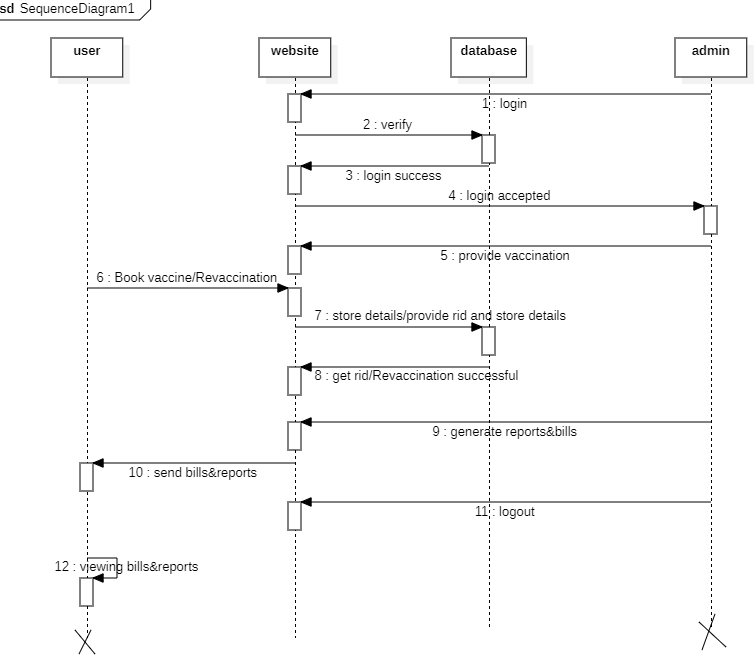 sd SequenceDiagram1
user
website
database
admin
1 : login
2 : verify
3 : login success
4 : login accepted
5 : provide vaccination
6 : Book vaccine/Revaccination
7 : store details/provide rid and store details
8 : get rid/Revaccination successful
9 : generate reports&bills
10 : send bills&reports
11 : logout
12 : viewing bills&reports